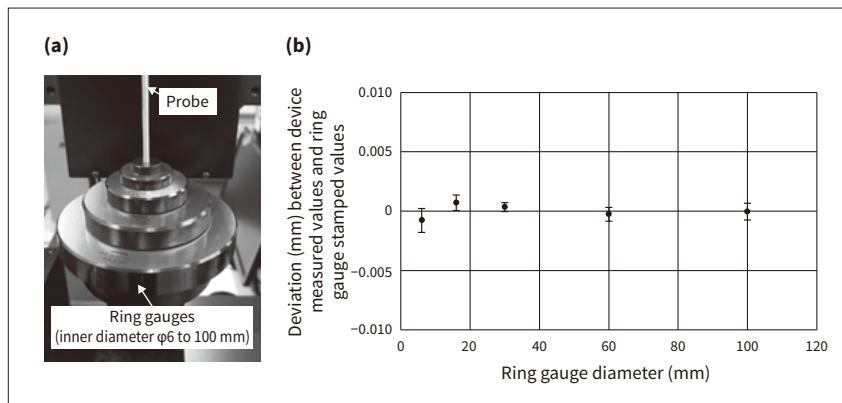 (a)
Probe
Ring gauges
(inner diameter φ6 to 100 mm)
(b)
Deviation (mm) between device
measured values and ring
gauge stamped values
0.010
0.005
0
−0.005
−0.010
0
20
40
60
80
100
120
Ring gauge diameter (mm)